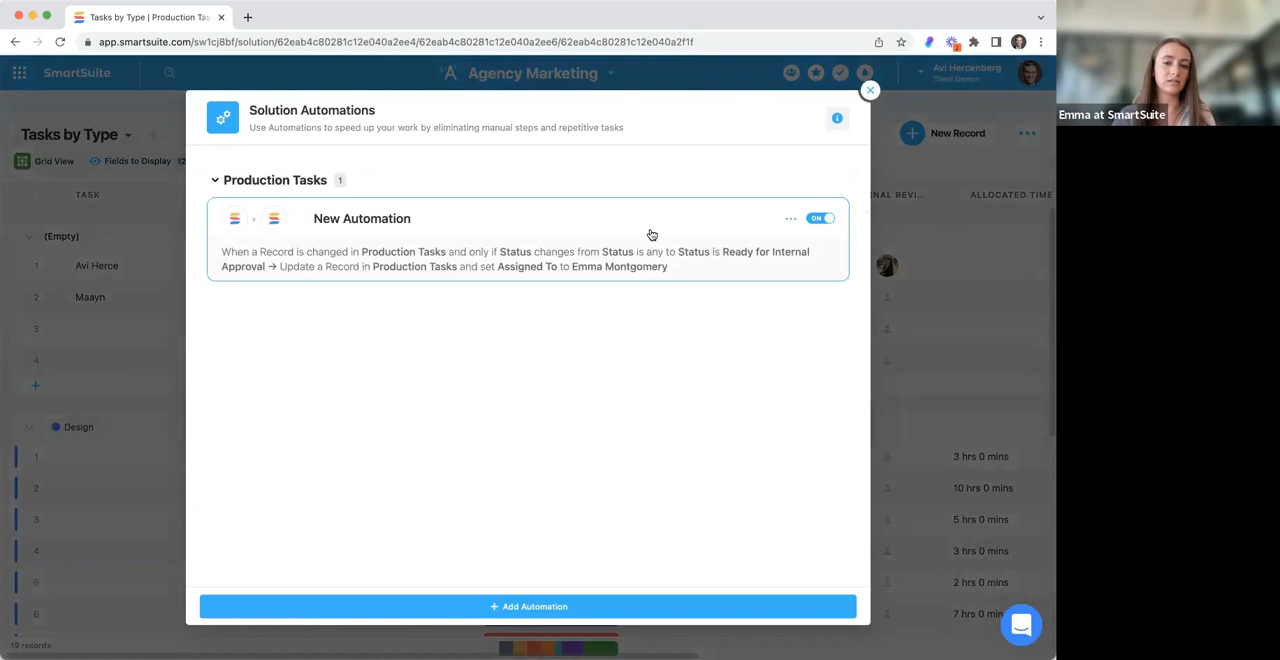 Tasks by Type | Production Tas
app.smartsuite.com/sw1cj8bf/solution/62eab4c80281c12e040a2ee4/62eab4c80281c12e040a2ee6/62eab4c80281c12e040a2f1f
SmartSuite
Agency Marketing
Avi Hercenberg
Client Demos
Emma at SmartSuite
Solution Automations
Use Automations to speed up your work by eliminating manual steps and repetitive tasks
Tasks by Type
New Record
Grid View
Fields to Display
12
TASK
NAL REVI...
ALLOCATED TIME
Production Tasks 1
New Automation
ON
When a Record is changed in Production Tasks and only if Status changes from Status is any to Status is Ready for Internal
Approval → Update a Record in Production Tasks and set Assigned To to Emma Montgomery
(Empty)
1 Avi Herce
2 Maayn
3
4
+
Design
1 3 hrs 0 mins
2 10 hrs 0 mins
3 5 hrs 0 mins
4 3 hrs 0 mins
5 2 hrs 0 mins
6 7 hrs 0 min
+ Add Automation
19 records